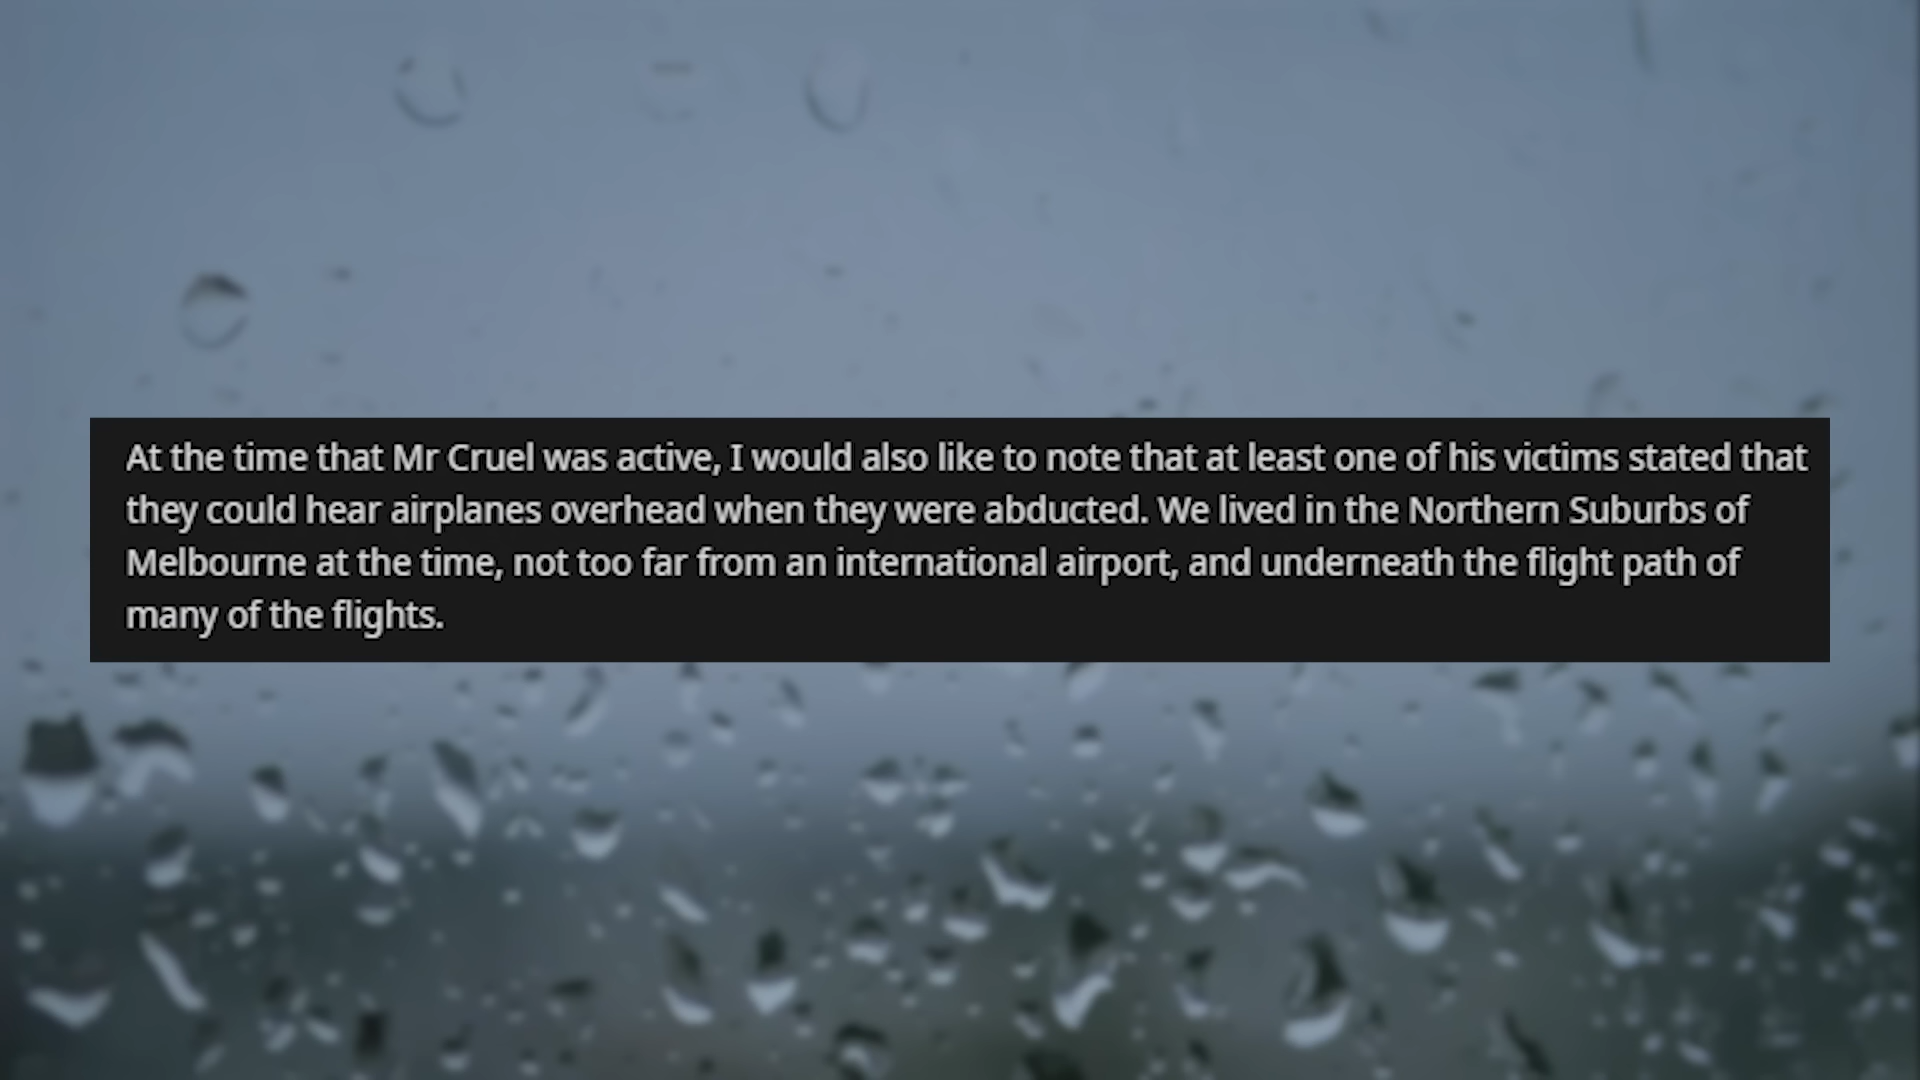 At the time that Mr Cruel was active, I would also like to note that at least one of his victims stated that
they could hear airplanes overhead when they were abducted. We lived in the Northern Suburbs of
Melbourne at the time, not too far from an international airport, and underneath the flight path of
many of the flights.